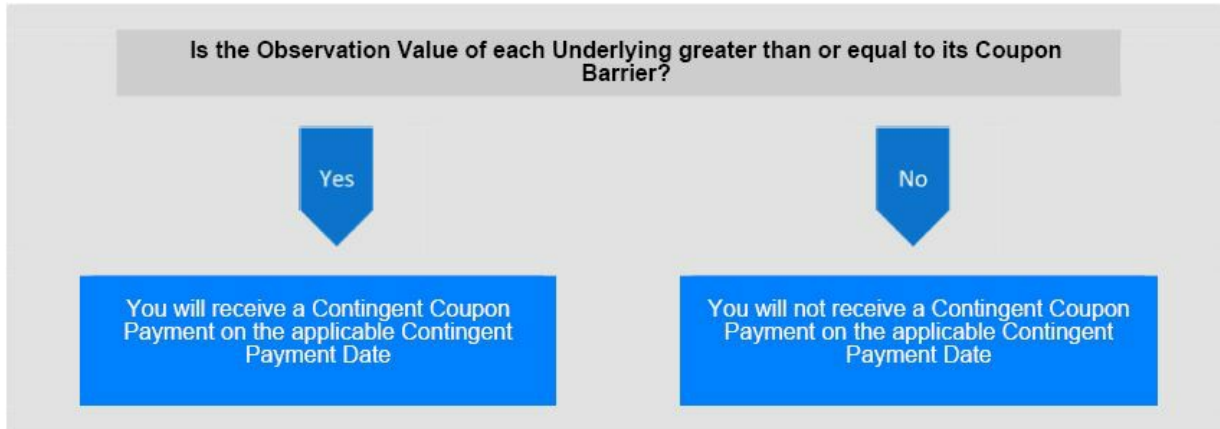 Is the Observation Value of each Underlying greater than or equal to its Coupon
Barrier?
Yes
No
You will receive a Contingent Coupon
Payment on the applicable Contingent
Payment Date
You will not receive a Contingent Coupon
Payment on the applicable Contingent
Payment Date